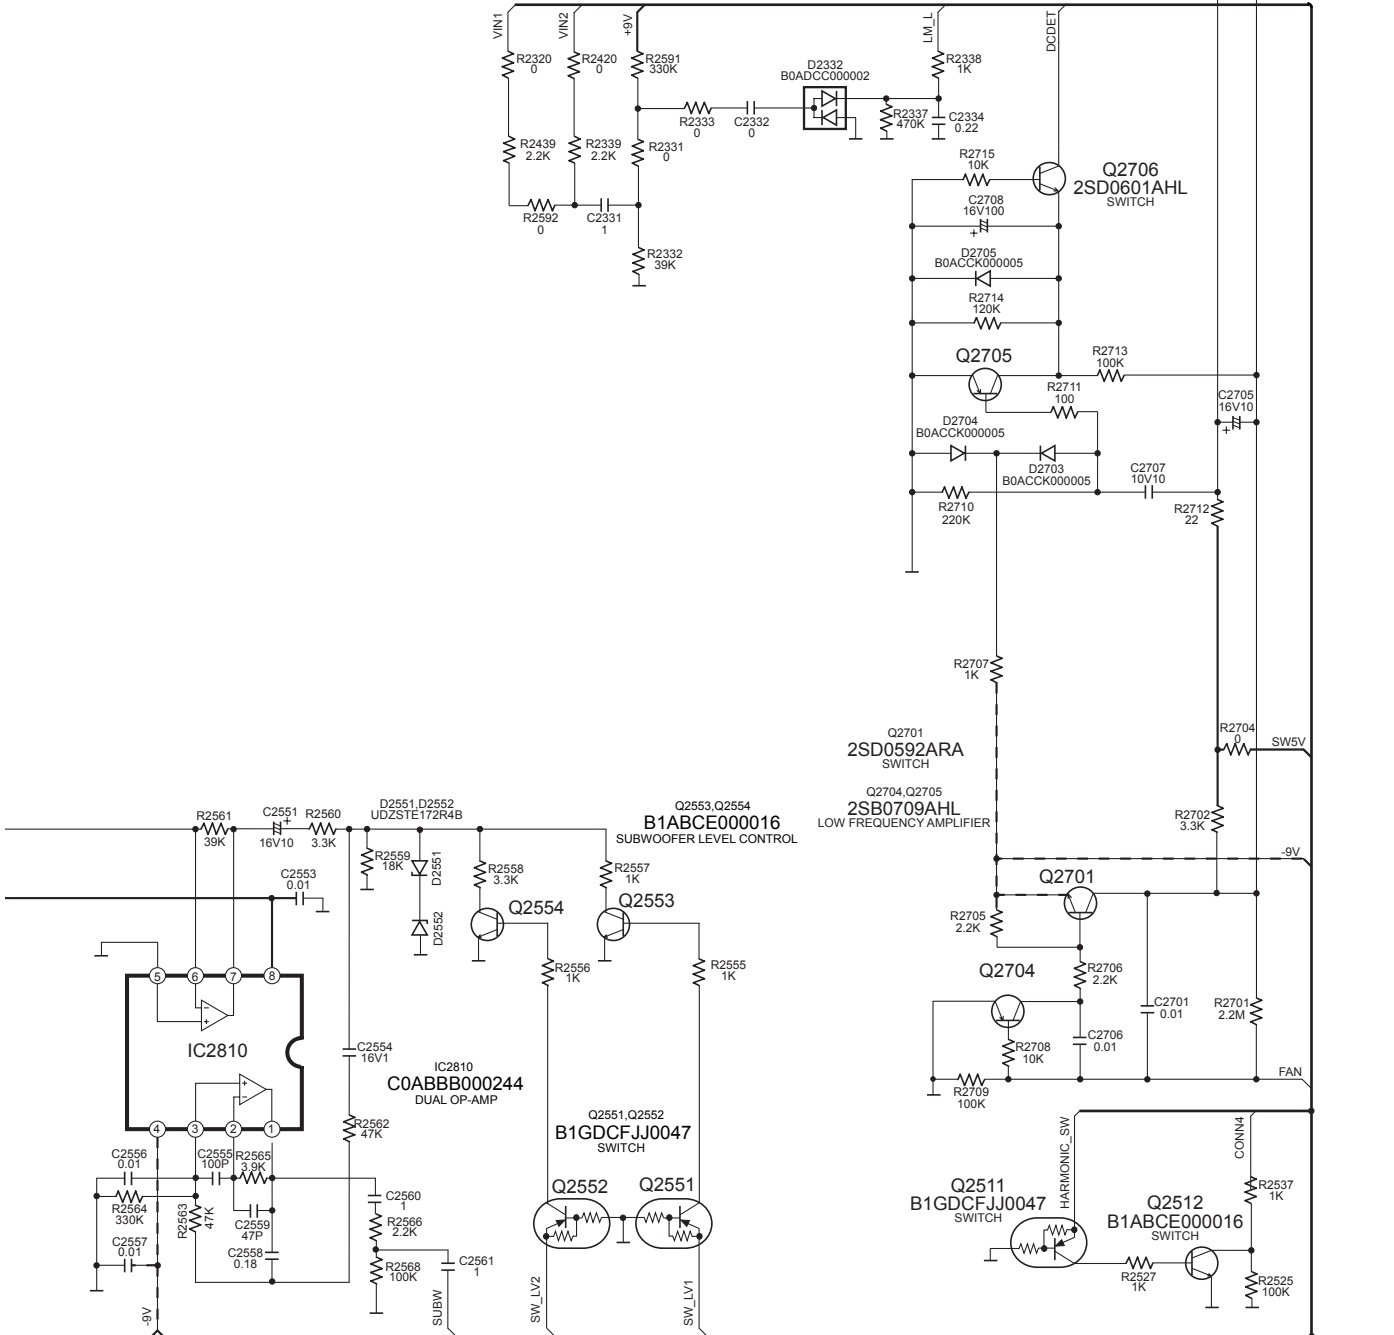 VIN1
VIN2
+9V
LM_L
DCDET
R2320
0
R2420
0
R2591
330K
D2332
B0ADCC000002
R2338
1K
R2333
0
C2332
0
R2337
470K
C2334
0.22
R2439
2.2K
R2339
2.2K
R2331
0
R2715
10K
Q2706
2SD0601AHL
SWITCH
R2592
0
C2331
1
C2708
16V100
+
R2332
39K
D2705
B0ACCK000005
R2714
120K
Q2705
R2713
100K
R2711
100
C2705
16V10
+
D2704
B0ACCK000005
D2703
B0ACCK000005
C2707
10V10
R2710
220K
R2712
22
R2707
1K
Q2701
2SD0592ARA
SWITCH
R2704
0
SW5V
Q2704,Q2705
2SB0709AHL
LOW FREQUENCY AMPLIFIER
R2702
3.3K
-9V
R2561
39K
C2551
+
16V10
R2560
3.3K
D2551,D2552
UDZSTE172R4B
Q2553,Q2554
B1ABCE000016
SUBWOOFER LEVEL CONTROL
R2559
18K
D2551
R2558
3.3K
R2557
1K
C2553
0.01
D2552
Q2554
Q2553
Q2701
R2705
2.2K
R2556
1K
R2555
1K
Q2704
R2706
2.2K
5
6
7
8
-
+
IC2810
C2554
16V1
R2708
10K
C2706
0.01
C2701
0.01
R2701
2.2M
IC2810
C0ABBB000244
DUAL OP-AMP
+
-
R2709
100K
FAN
4
3
2
1
R2562
47K
Q2551,Q2552
B1GDCFJJ0047
SWITCH
HARMONIC_SW
CONN4
C2556
0.01
C2555
100P
R2565
3.9K
R2564
330K
R2563
47K
C2559
47P
C2560
1
R2566
2.2K
Q2552
Q2551
Q2511
B1GDCFJJ0047
SWITCH
Q2512
B1ABCE000016
SWITCH
R2537
1K
C2557
0.01
C2558
0.18
R2568
100K
C2561
1
R2527
1K
R2525
100K
-9V
SUBW
SW_LV2
SW_LV1